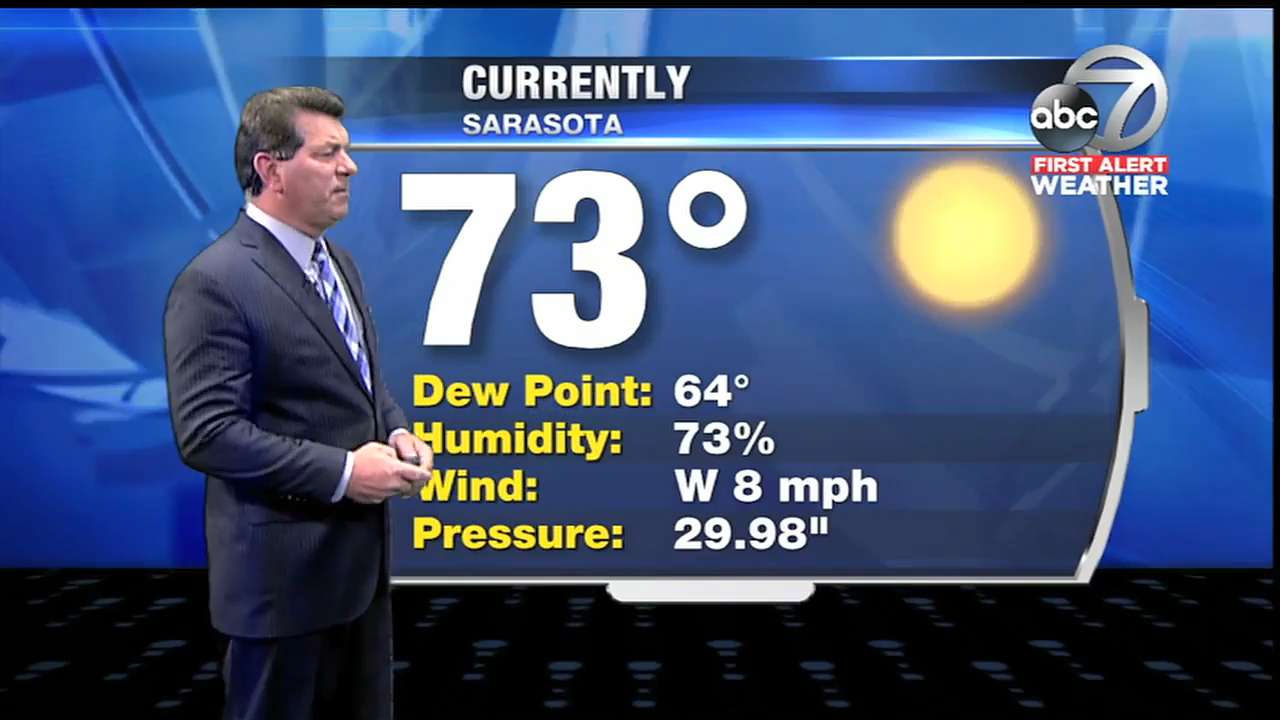 CURRENTLY
SARASOTA
abc 7
FIRST ALERT
WEATHER
73°
Dew Point: 64°
Humidity: 73%
Wind: W 8 mph
Pressure: 29.98"